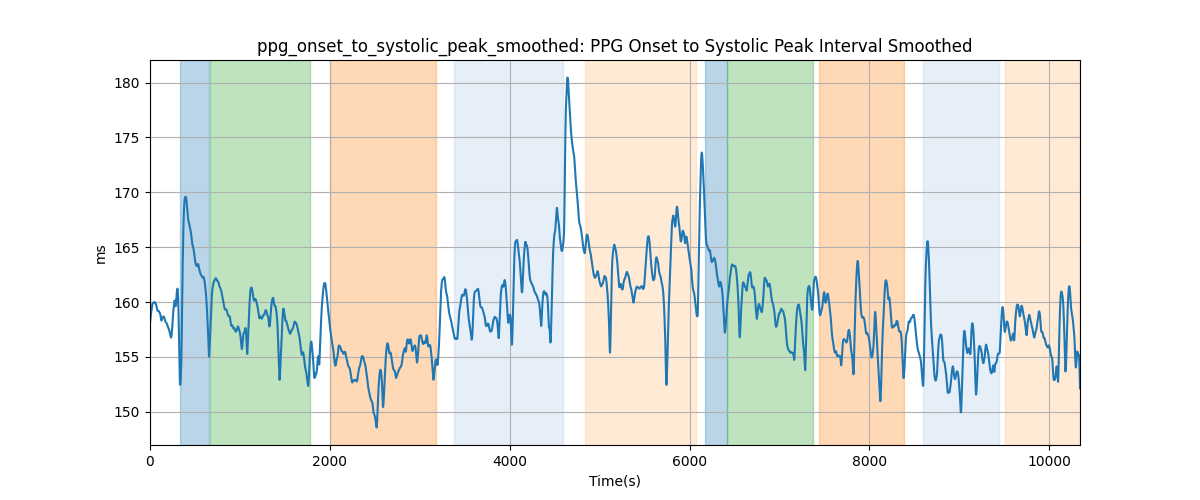 ppg_onset_to_systolic_peak_smoothed: PPG Onset to Systolic Peak Interval Smoothed
180
175
170
165
160
155
150
ms
0 2000 4000 6000 8000 10000
Time(s)